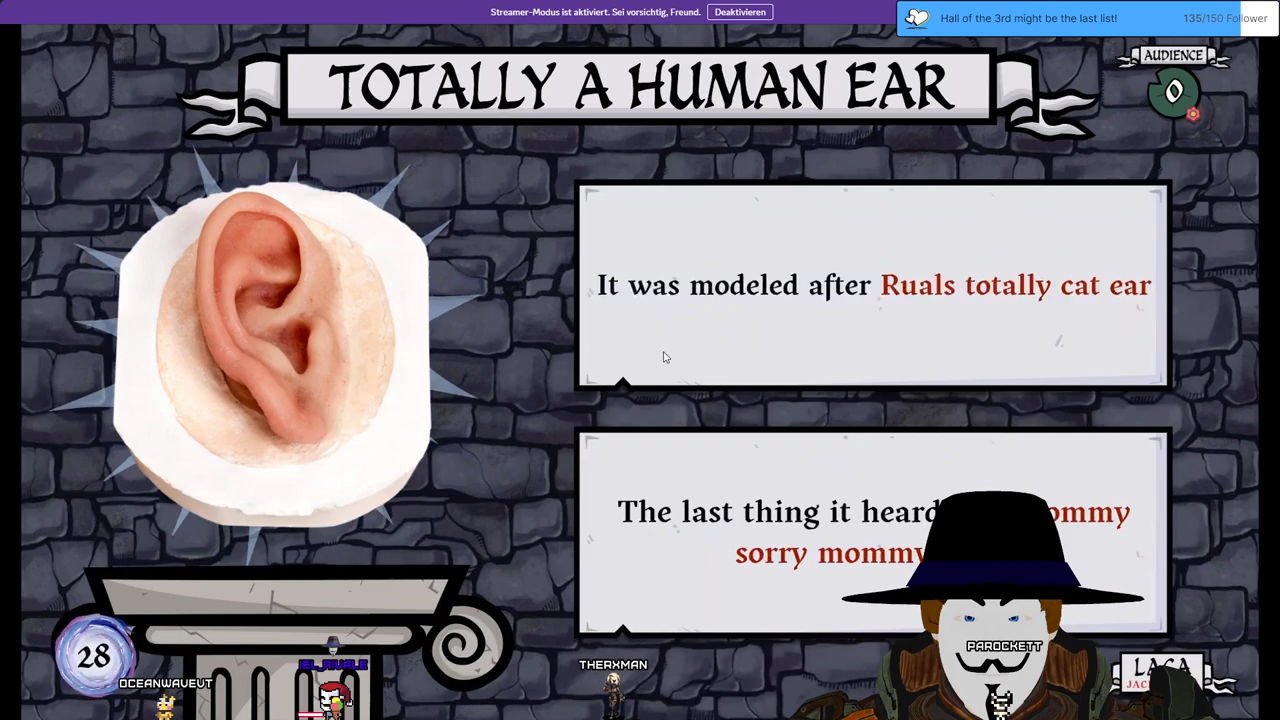 Streamer-Modus ist aktiviert. Sei vorsichtig, Freund. Deaktivieren
Hall of the 3rd might be the last list! 135/150 Follower
AUDIENCE
0
TOTALLY A HUMAN EAR
It was modeled after Ruals totally cat ear
The last thing it heard
sorry mommy
28
OCEANWAVEUT
THERXMAN
PAROCKETT